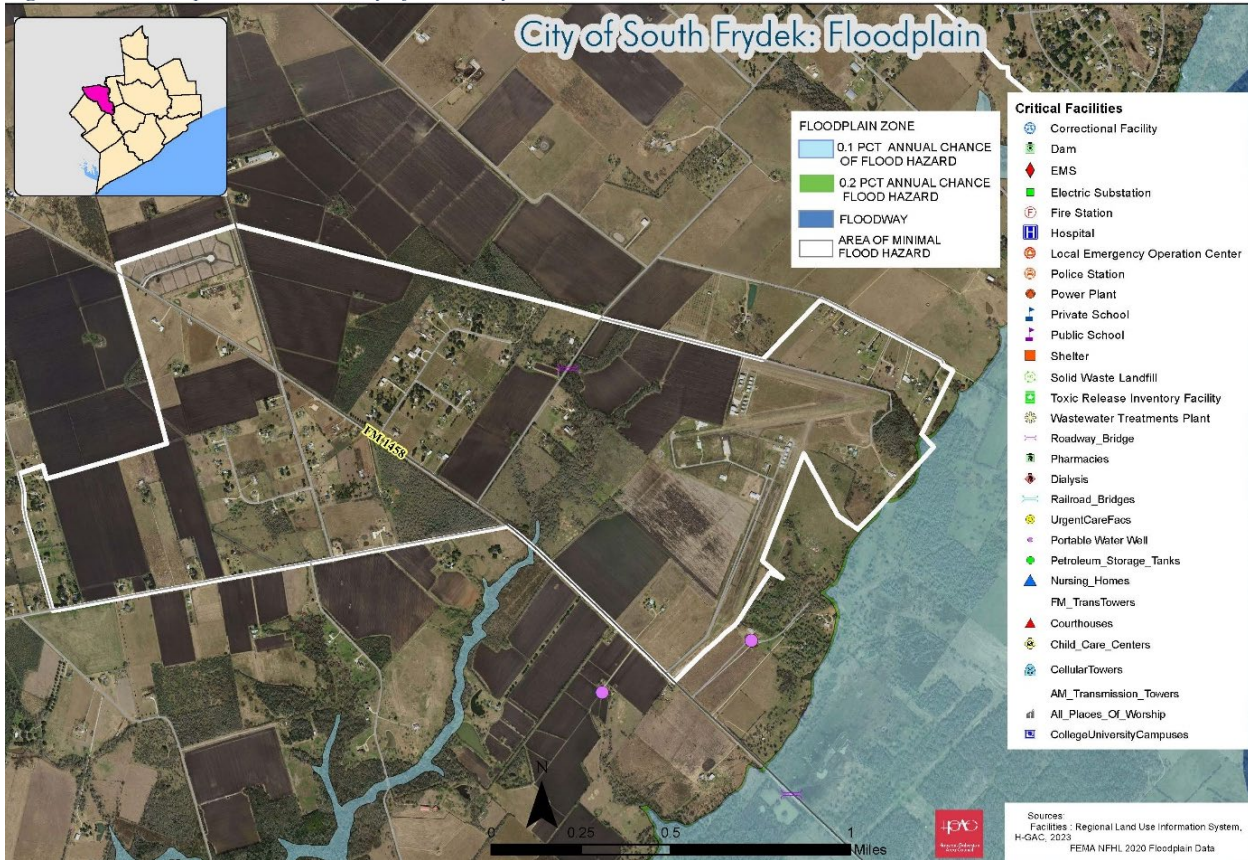 City of South Frydek: Floodplain
FLOODPLAIN ZONE
0.1 PCT ANNUAL CHANCE
OF FLOOD HAZARD
0.2 PCT ANNUAL CHANCE
FLOOD HAZARD
FLOODWAY
AREA OF MINIMAL
FLOOD HAZARD
Critical Facilities
Correctional Facility
Dam
EMS
Electric Substation
F Fire Station
H Hospital
Local Emergency Operation Center
Police Station
Power Plant
Private School
Public School
Shelter
Solid Waste Landfill
Toxic Release Inventory Facility
Wastewater Treatments Plant
Roadway_Bridge
Pharmacies
Dialysis
Railroad_Bridges
UrgentCareFacs
Portable Water Well
Petroleum_Storage_Tanks
Nursing_Homes
FM_TransTowers
Courthouses
Child_Care_Centers
CellularTowers
AM_Transmission_Towers
All_Places_Of_Worship
CollegeUniversityCampuses
FM 1458
N
0 0.25 0.5 1
Miles
Sources:
Facilities : Regional Land Use Information System,
H-GAC, 2023
FEMA NFHL 2020 Floodplain Data